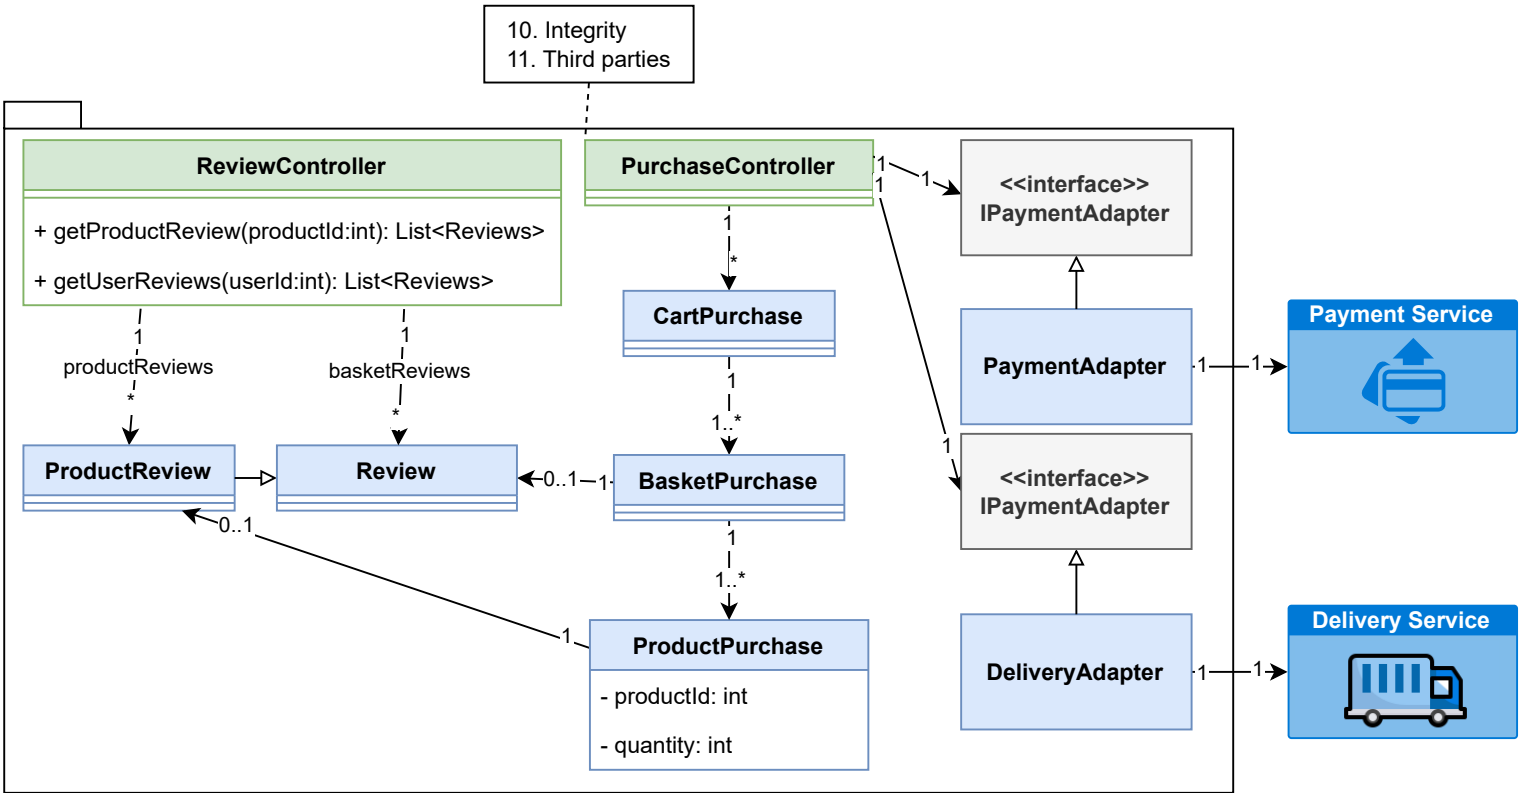 10. Integrity
11. Third parties
ReviewController
+ getProductReview(productId:int): List<Reviews>
+ getUserReviews(userId:int): List<Reviews>
PurchaseController
<<interface>>
IPaymentAdapter
1
1
1
1
1
*
1
productReviews
*
1
basketReviews
*
CartPurchase
1
1..*
PaymentAdapter
1
1
Payment Service
ProductReview
Review
0..1
1
BasketPurchase
<<interface>>
IPaymentAdapter
0..1
1
1
1..*
ProductPurchase
- productId: int
- quantity: int
DeliveryAdapter
1
1
Delivery Service